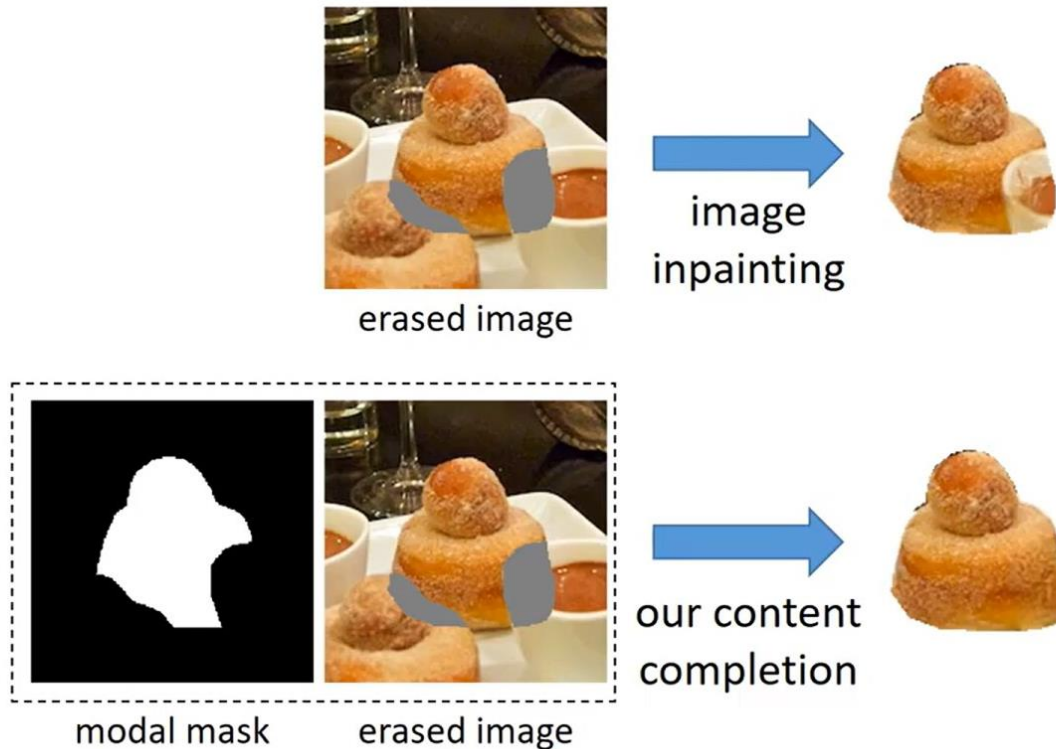 image
inpainting
erased image
our content
completion
modal mask
erased image